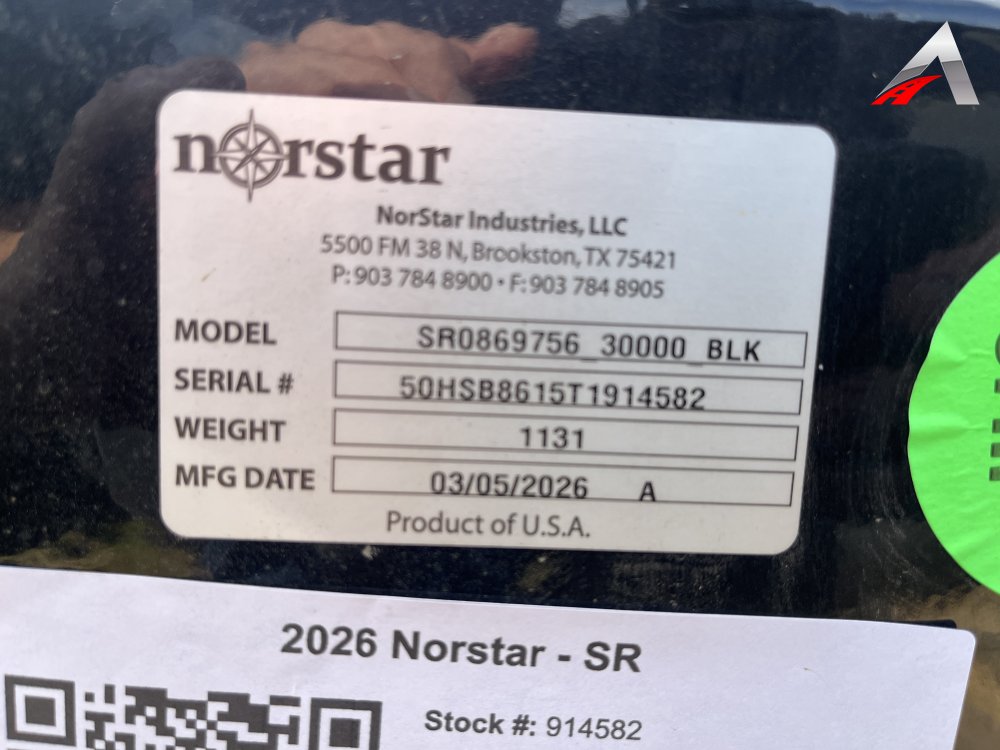 norstar
NorStar Industries, LLC
5500 FM 38 N, Brookston, TX 75421
P: 903 784 8900 • F: 903 784 8905
MODEL SR0869756_30000_BLK
SERIAL # 50HSB8615T1914582
WEIGHT 1131
MFG DATE 03/05/2026 A
Product of U.S.A.
2026 Norstar - SR
Stock #: 914582